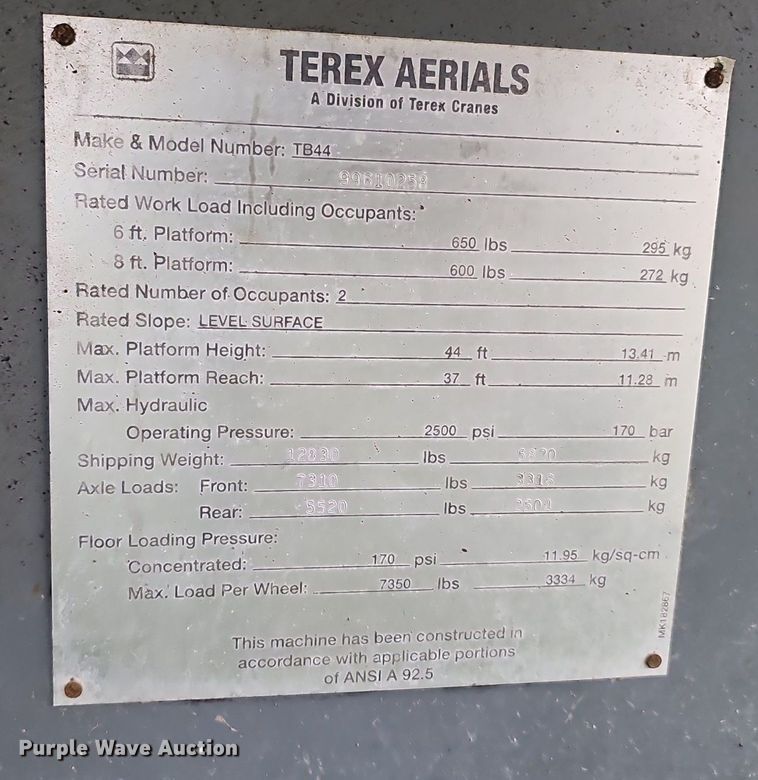 TEREX AERIALS
A Division of Terex Cranes
Make & Model Number: TB44
Serial Number: 99610258
Rated Work Load Including Occupants:
6 ft. Platform: 650 lbs 295 kg
8 ft. Platform: 600 lbs 272 kg
Rated Number of Occupants: 2
Rated Slope: LEVEL SURFACE
Max. Platform Height: 44 ft 13.41 m
Max. Platform Reach: 37 ft 11.28 m
Max. Hydraulic
Operating Pressure: 2500 psi 170 bar
Shipping Weight: 12830 lbs kg
Axle Loads: Front: 7310 lbs kg
Rear: 5520 lbs kg
Floor Loading Pressure:
Concentrated: 170 psi 11.95 kg/sq-cm
Max. Load Per Wheel: 7350 lbs 3334 kg
This machine has been constructed in
accordance with applicable portions
of ANSI A 92.5
MK182867
Purple Wave Auction